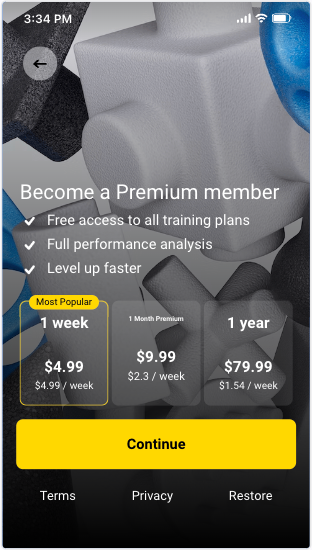 3:34 PM
Become a Premium member
Free access to all training plans
Full performance analysis
Level up faster
Most Popular
1 week
$4.99
$4.99 / week
1 Month Premium
$9.99
$2.3 / week
1 year
$79.99
$1.54 / week
Continue
Terms
Privacy
Restore